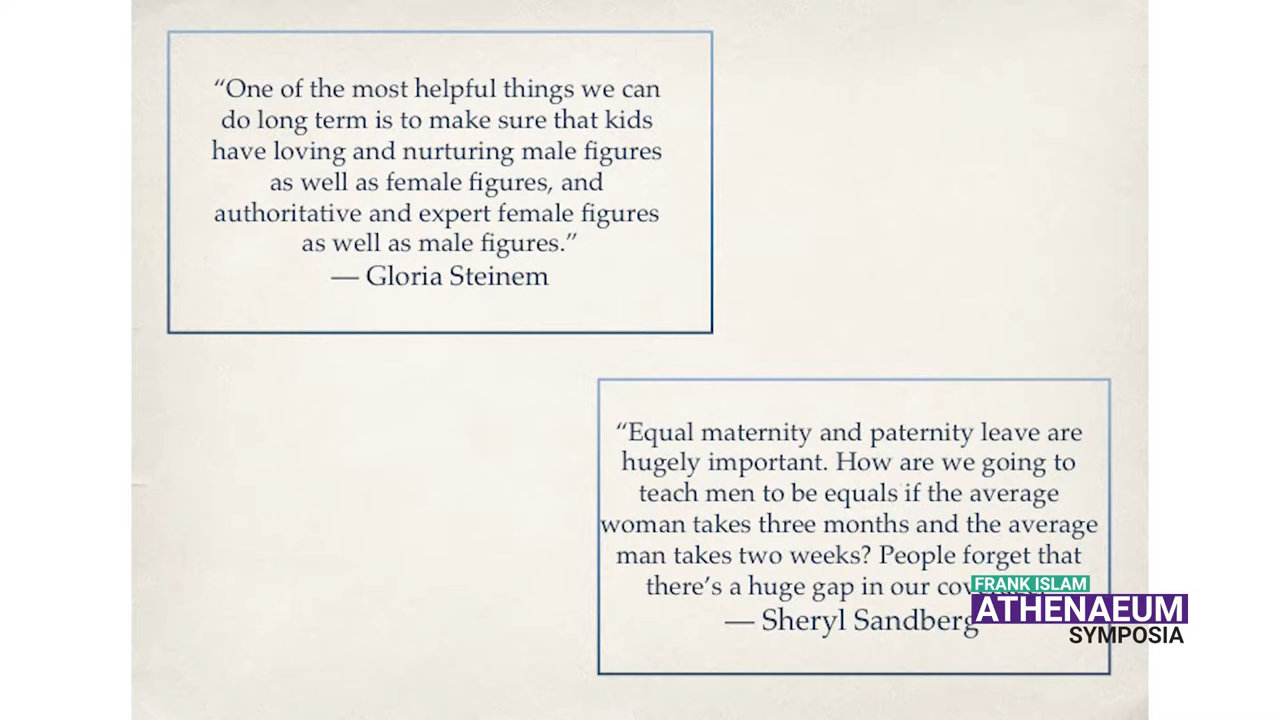 “One of the most helpful things we can
do long term is to make sure that kids
have loving and nurturing male figures
as well as female figures, and
authoritative and expert female figures
as well as male figures.”
— Gloria Steinem
“Equal maternity and paternity leave are
hugely important. How are we going to
teach men to be equals if the average
woman takes three months and the average
man takes two weeks? People forget that
there’s a huge gap in our
— Sheryl Sandberg
FRANK ISLAM
ATHENAEUM
SYMPOSIA